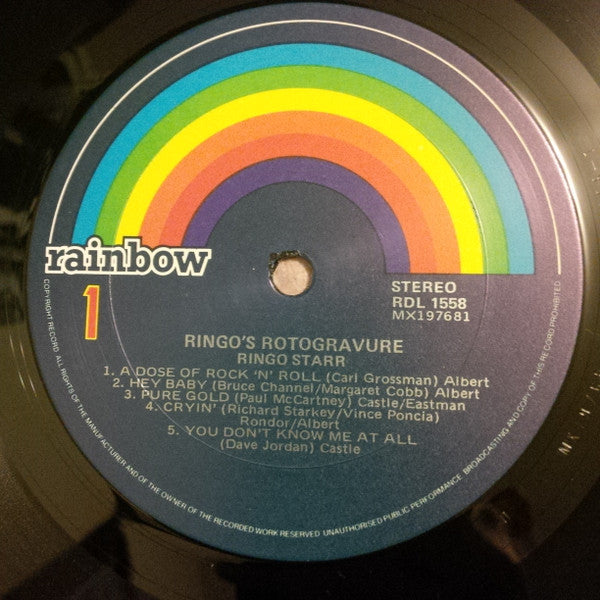 rainbow
1
STEREO
RDL 1558
MX197681
RINGO'S ROTOGRAVURE
RINGO STARR
1. A DOSE OF ROCK 'N' ROLL (Carl Grossman) Albert
2. HEY BABY (Bruce Channel/Margaret Cobb) Albert
3. PURE GOLD (Paul McCartney) Castle/Eastman
4. CRYIN' (Richard Starkey/Vince Poncia)
Rondor/Albert
5. YOU DON'T KNOW ME AT ALL
(Dave Jordan) Castle
COPYRIGHT RECORD. ALL RIGHTS OF THE MANUFACTURER AND OF THE OWNER OF THE RECORDED WORK RESERVED UNAUTHORISED PUBLIC PERFORMANCE BROADCASTING AND COPY OF THIS RECORD PROHIBITED